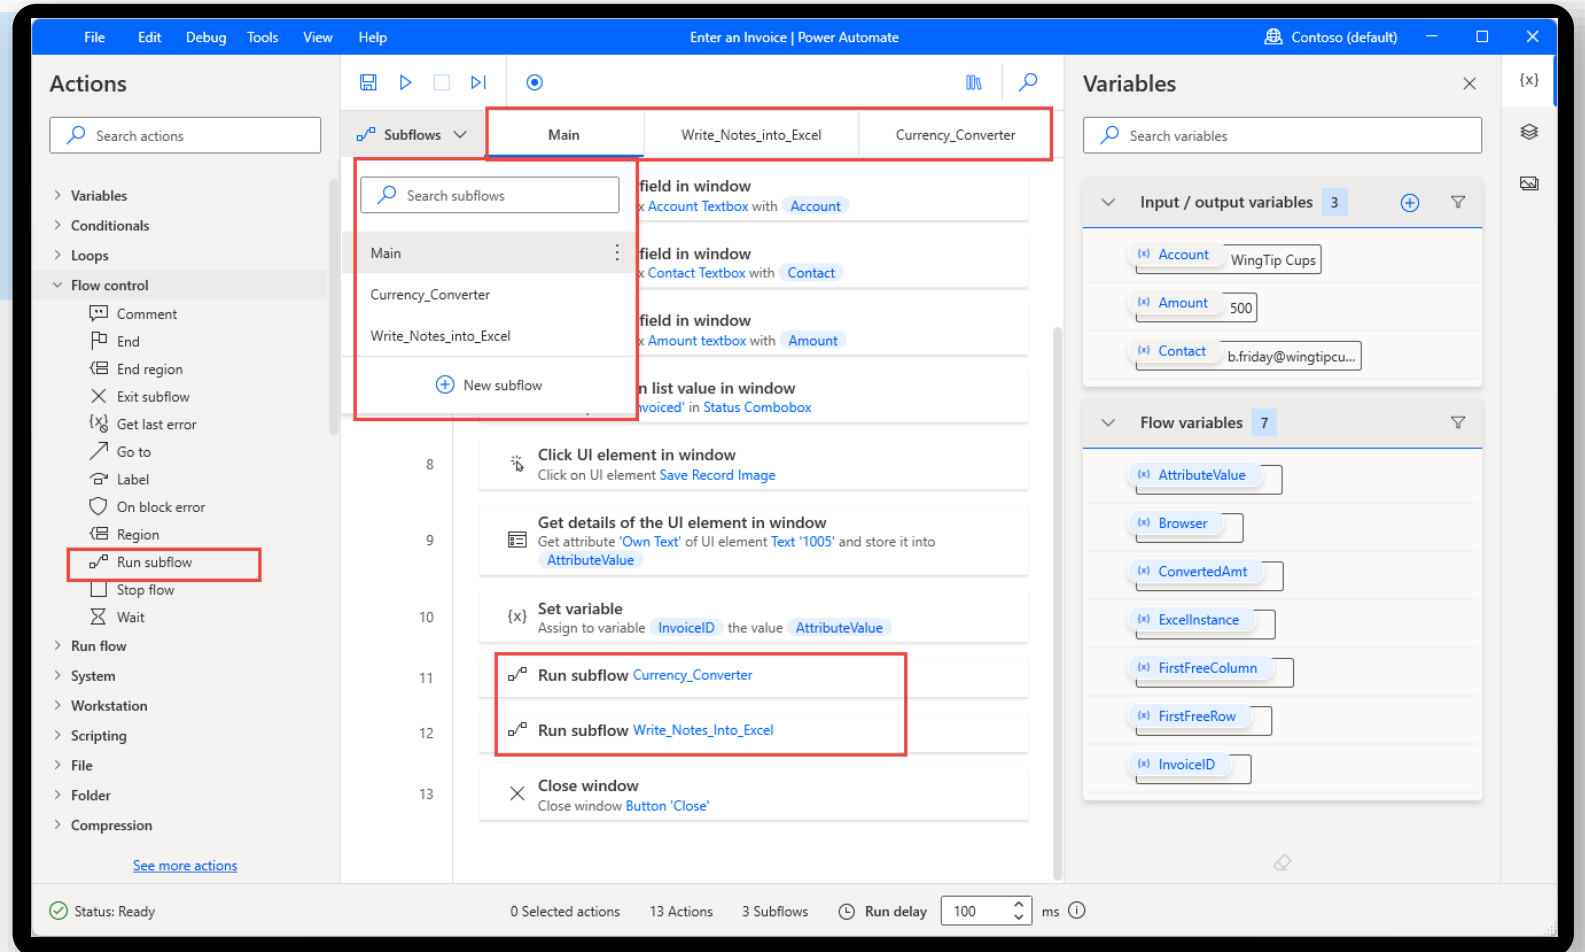 File Edit Debug Tools View Help Enter an Invoice | Power Automate Contoso (default)
Actions
Search actions
Variables
Conditionals
Loops
Flow control
Comment
End
End region
Exit subflow
Get last error
Go to
Label
On block error
Region
Run subflow
Stop flow
Wait
Run flow
System
Workstation
Scripting
File
Folder
Compression
See more actions
Subflows Main Write_Notes_into_Excel Currency_Converter
Search subflows
Main
Currency_Converter
Write_Notes_into_Excel
New subflow
field in window
x Account Textbox with Account
field in window
x Contact Textbox with Contact
field in window
x Amount textbox with Amount
n list value in window
nvoiced' in Status Combobox
8
Click UI element in window
Click on UI element Save Record Image
9
Get details of the UI element in window
Get attribute 'Own Text' of UI element Text '1005' and store it into
AttributeValue
10
{x} Set variable
Assign to variable InvoiceID the value AttributeValue
11 Run subflow Currency_Converter
12 Run subflow Write_Notes_Into_Excel
13
Close window
Close window Button 'Close'
Variables
{x}
Search variables
Input / output variables 3
(x) Account WingTip Cups
(x) Amount 500
(x) Contact b.friday@wingtipcu...
Flow variables 7
(x) AttributeValue
(x) Browser
(x) ConvertedAmt
(x) ExcelInstance
(x) FirstFreeColumn
(x) FirstFreeRow
(x) InvoiceID
Status: Ready 0 Selected actions 13 Actions 3 Subflows Run delay 100 ms